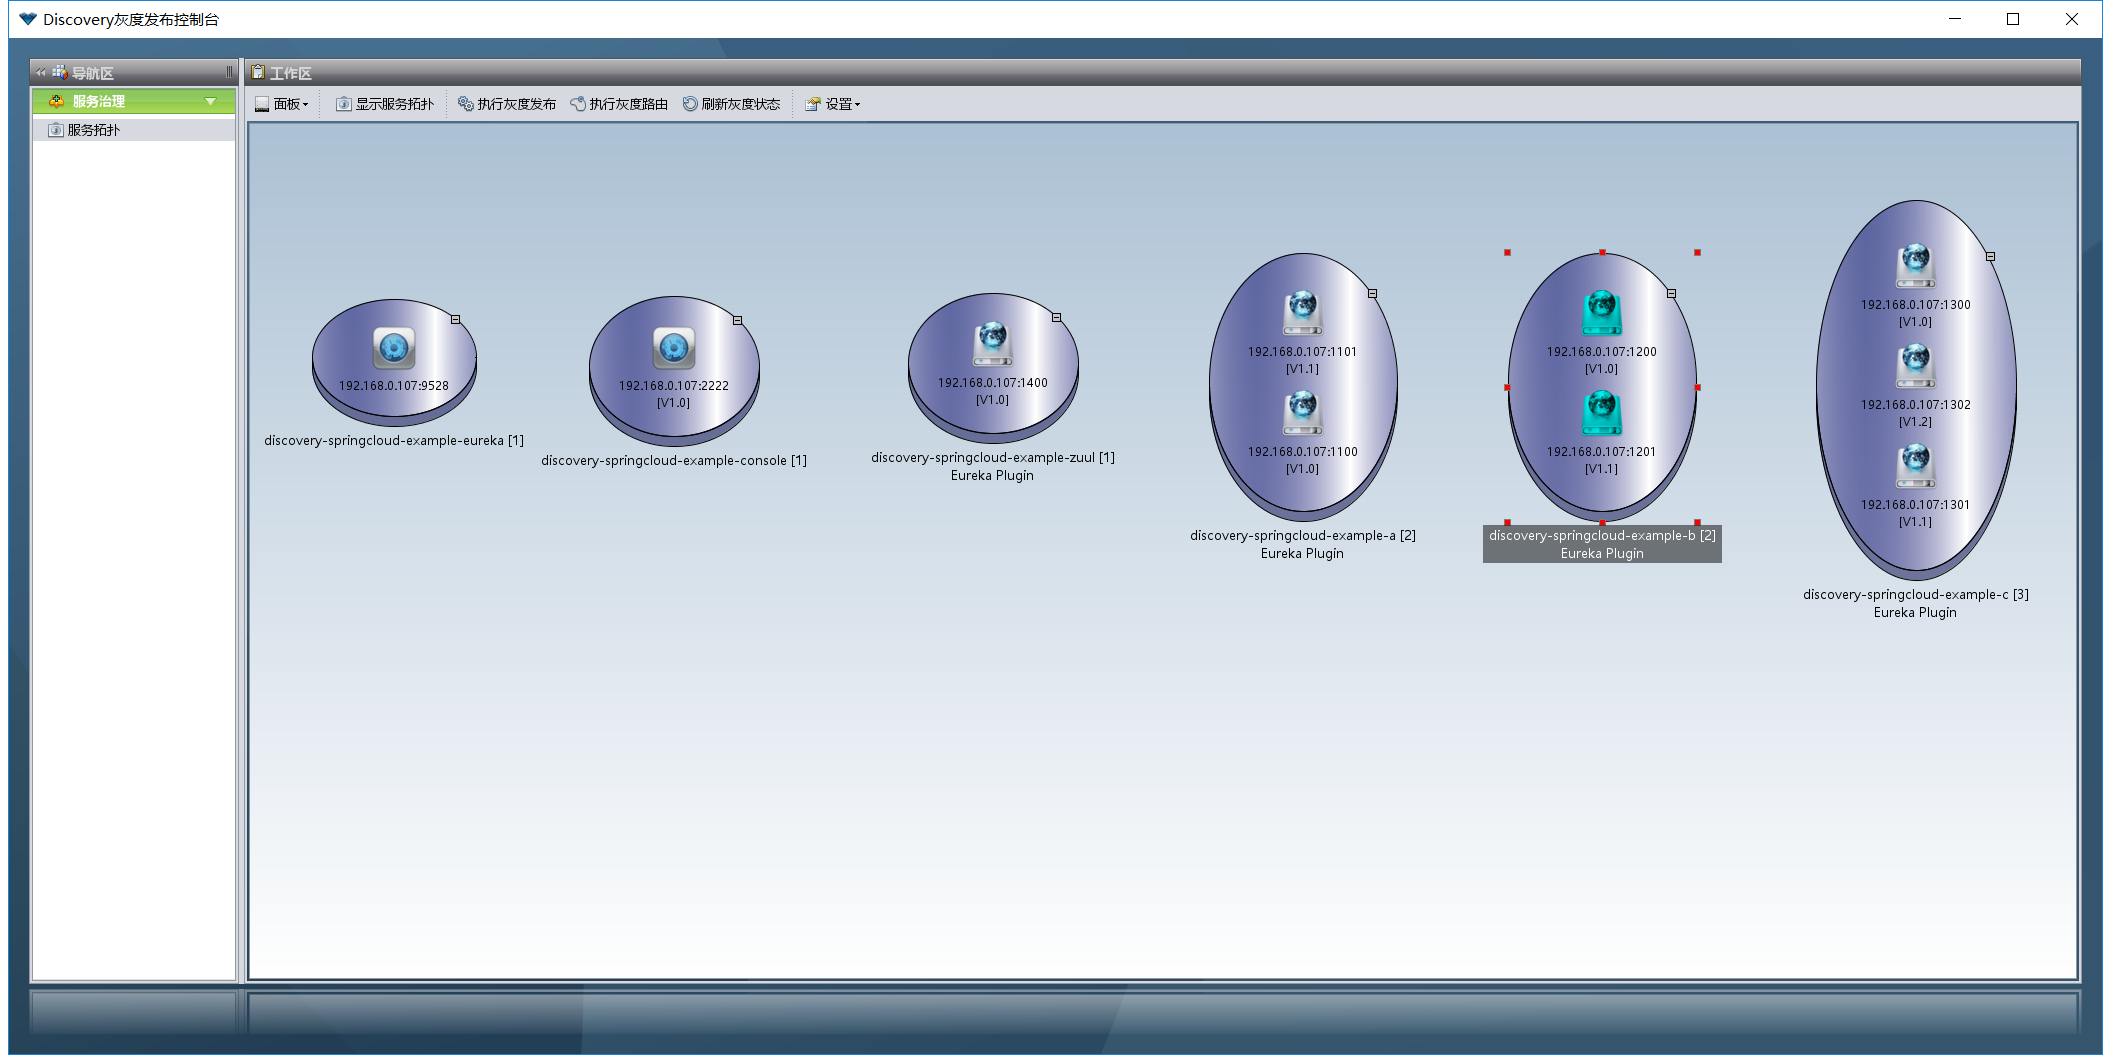 Discovery灰度发布控制台
导航区
工作区
服务治理
服务拓扑
面板 显示服务拓扑 执行灰度发布 执行灰度路由 刷新灰度状态 设置
192.168.0.107:9528
discovery-springcloud-example-eureka [1]
192.168.0.107:2222
[V1.0]
discovery-springcloud-example-console [1]
192.168.0.107:1400
[V1.0]
discovery-springcloud-example-zuul [1]
Eureka Plugin
192.168.0.107:1101
[V1.1]
192.168.0.107:1100
[V1.0]
discovery-springcloud-example-a [2]
Eureka Plugin
192.168.0.107:1200
[V1.0]
192.168.0.107:1201
[V1.1]
discovery-springcloud-example-b [2]
Eureka Plugin
192.168.0.107:1300
[V1.0]
192.168.0.107:1302
[V1.2]
192.168.0.107:1301
[V1.1]
discovery-springcloud-example-c [3]
Eureka Plugin